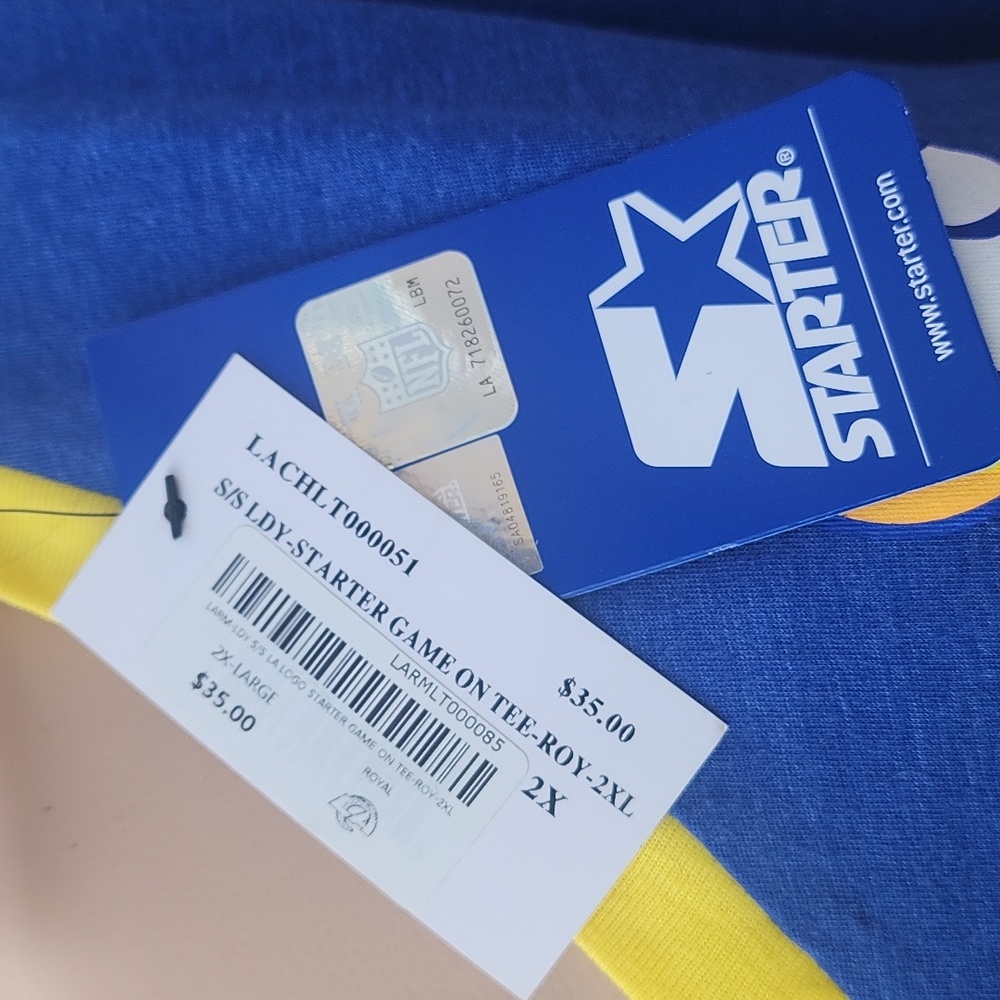 STARTER®
www.starter.com
NFL
LBM
LA 718260072
SA04819165
LACHLT000051
S/S LDY-STARTER GAME ON TEE-ROY-2XL
$35.00
2X
LARMLT000085
LARM-LDY S/S LA LOGO STARTER GAME ON TEE-ROY-2XL
2X-LARGE
ROYAL
$35.00